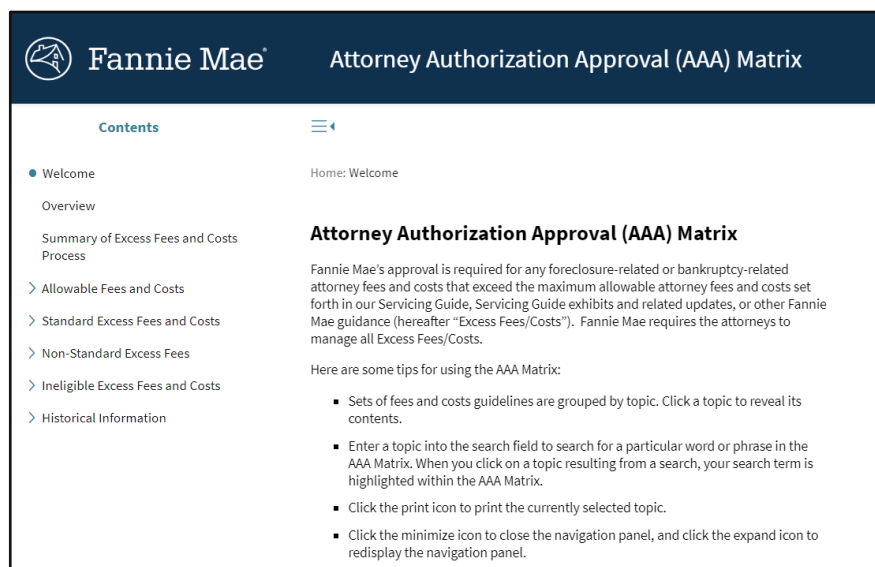 Fannie Mae®
Attorney Authorization Approval (AAA) Matrix
Contents
Welcome
Overview
Summary of Excess Fees and Costs
Process
Allowable Fees and Costs
Standard Excess Fees and Costs
Non-Standard Excess Fees
Ineligible Excess Fees and Costs
Historical Information
Home: Welcome
Attorney Authorization Approval (AAA) Matrix
Fannie Mae’s approval is required for any foreclosure-related or bankruptcy-related
attorney fees and costs that exceed the maximum allowable attorney fees and costs set
forth in our Servicing Guide, Servicing Guide exhibits and related updates, or other Fannie
Mae guidance (hereafter “Excess Fees/Costs”).  Fannie Mae requires the attorneys to
manage all Excess Fees/Costs.
Here are some tips for using the AAA Matrix:
▪ Sets of fees and costs guidelines are grouped by topic. Click a topic to reveal its
contents.
▪ Enter a topic into the search field to search for a particular word or phrase in the
AAA Matrix. When you click on a topic resulting from a search, your search term is
highlighted within the AAA Matrix.
▪ Click the print icon to print the currently selected topic.
▪ Click the minimize icon to close the navigation panel, and click the expand icon to
redisplay the navigation panel.